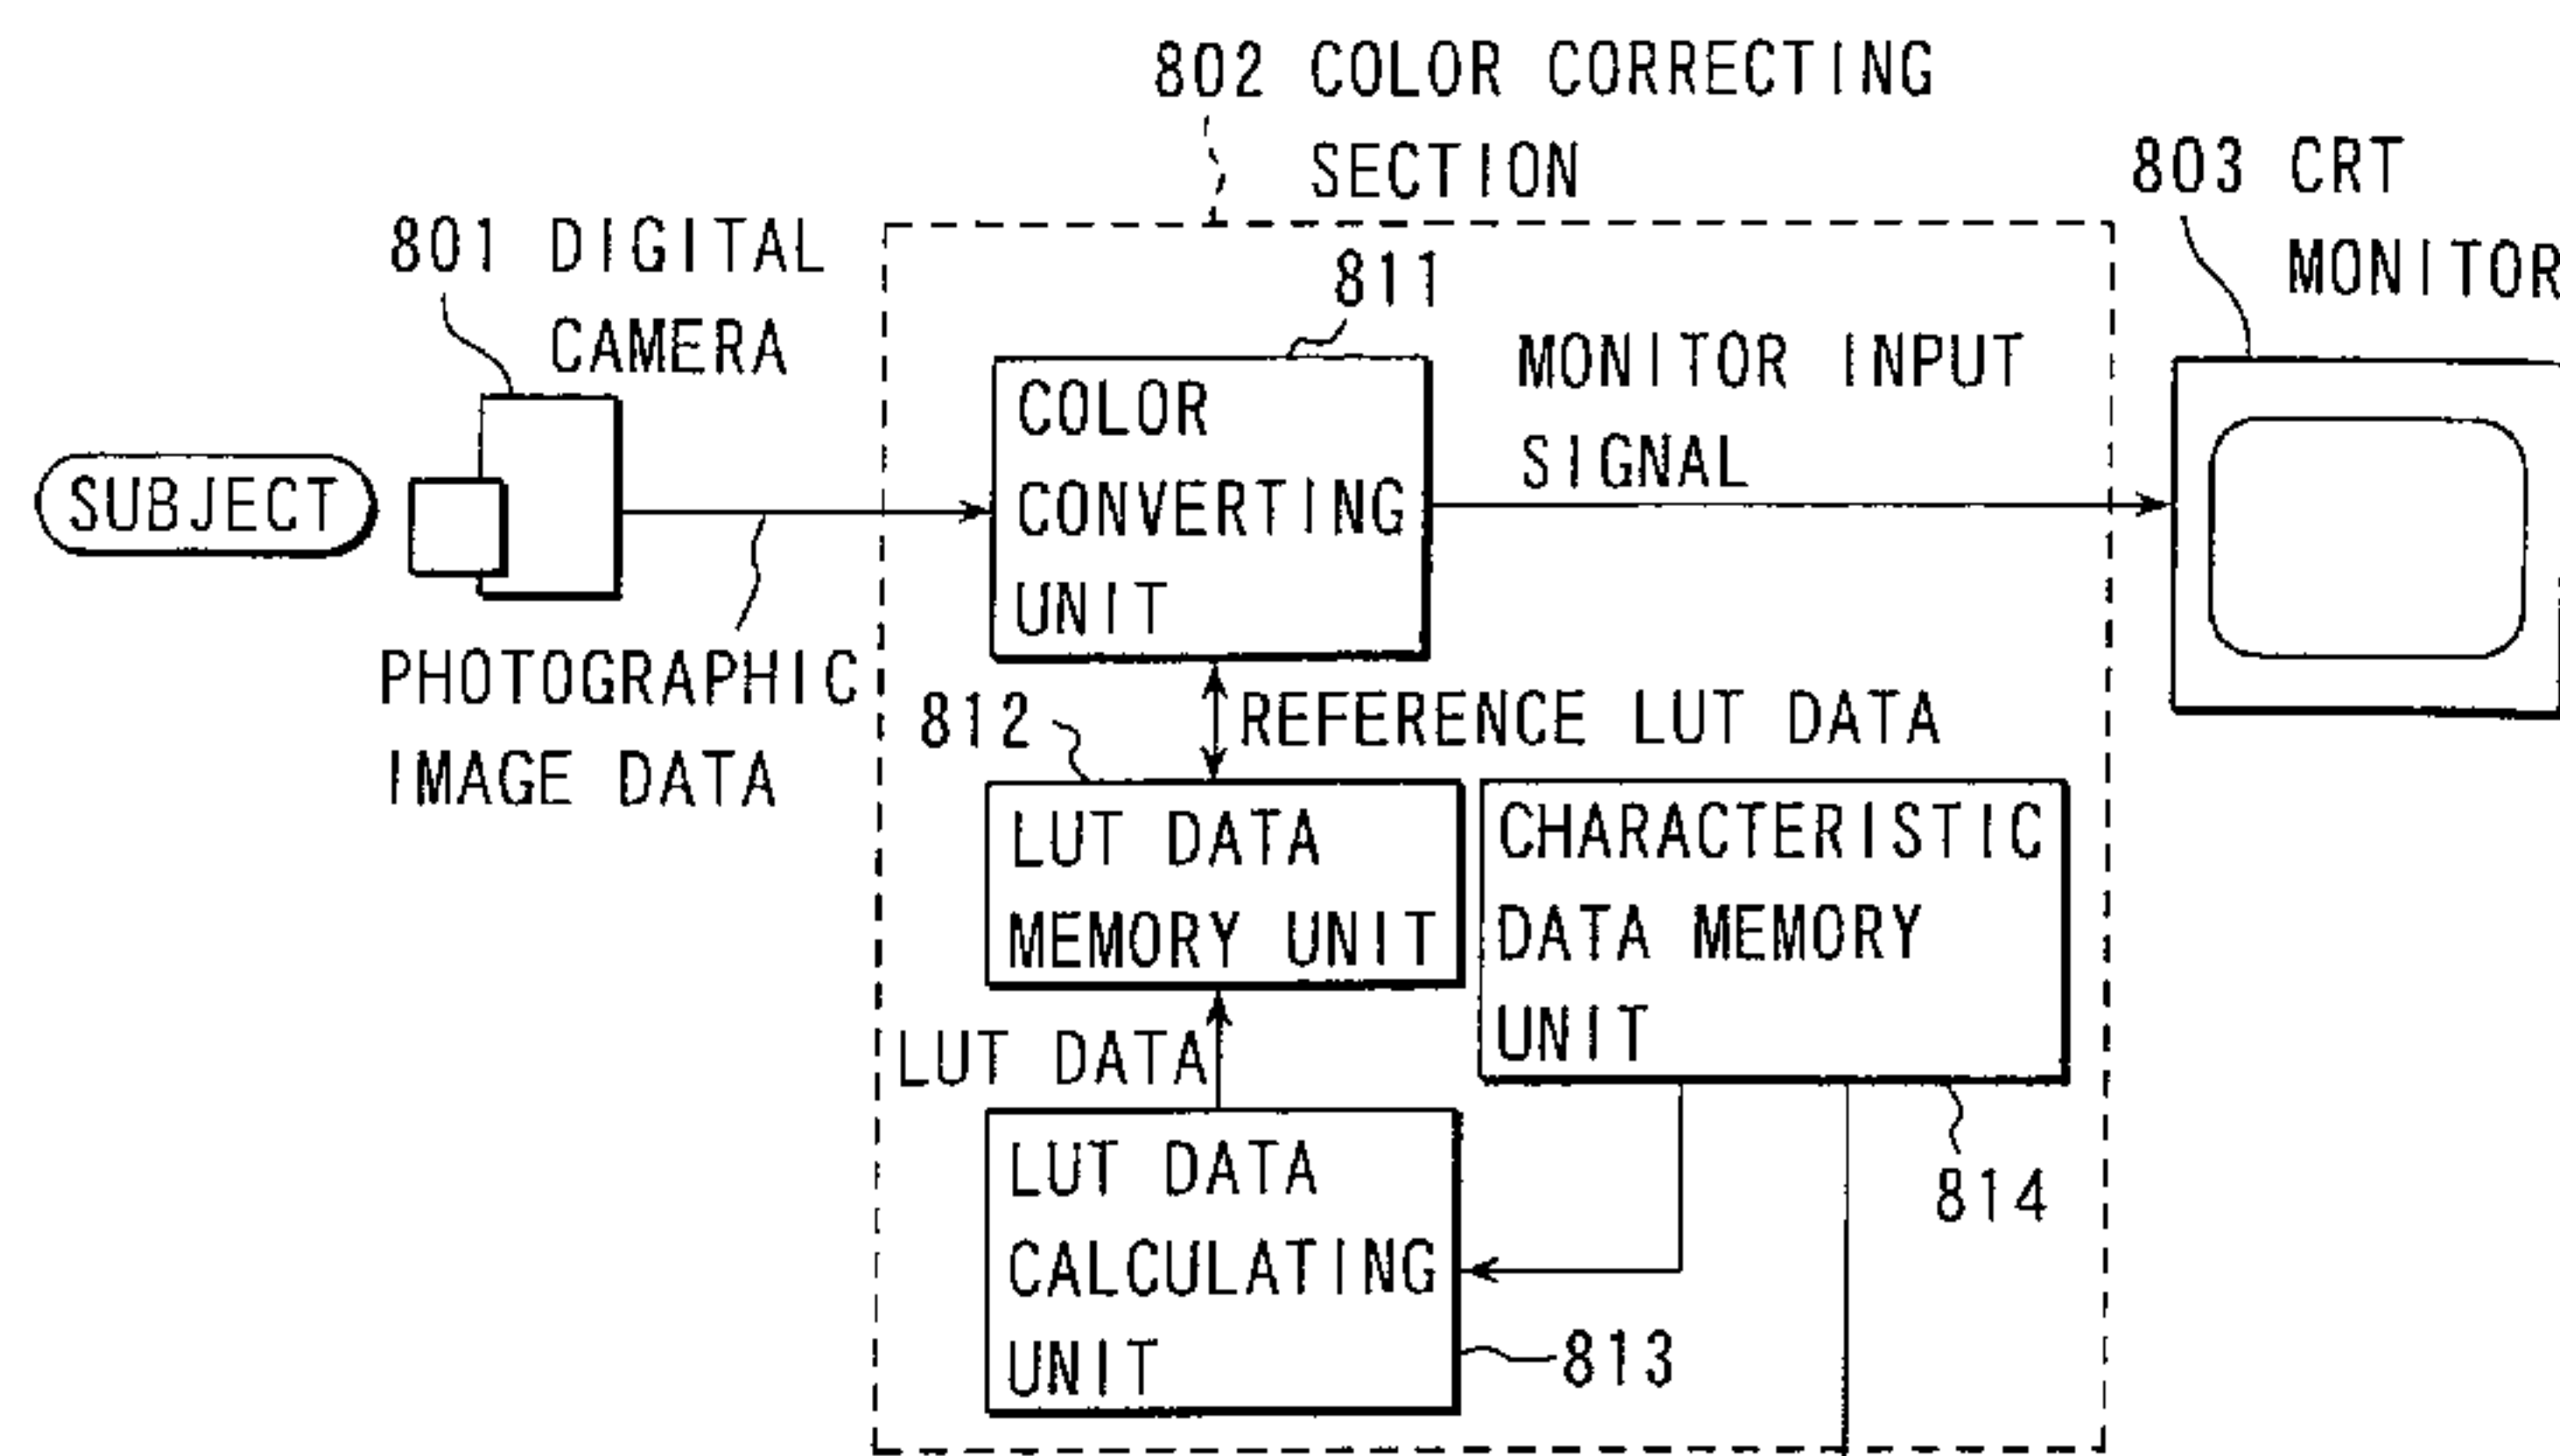 802 COLOR CORRECTING
SECTION
803 CRT
MONITOR
801 DIGITAL
CAMERA
811
MONITOR INPUT
SIGNAL
COLOR
CONVERTING
UNIT
SUBJECT
PHOTOGRAPHIC
IMAGE DATA
812
REFERENCE LUT DATA
LUT DATA
MEMORY UNIT
CHARACTERISTIC
DATA MEMORY
UNIT
LUT DATA
814
LUT DATA
CALCULATING
UNIT
813